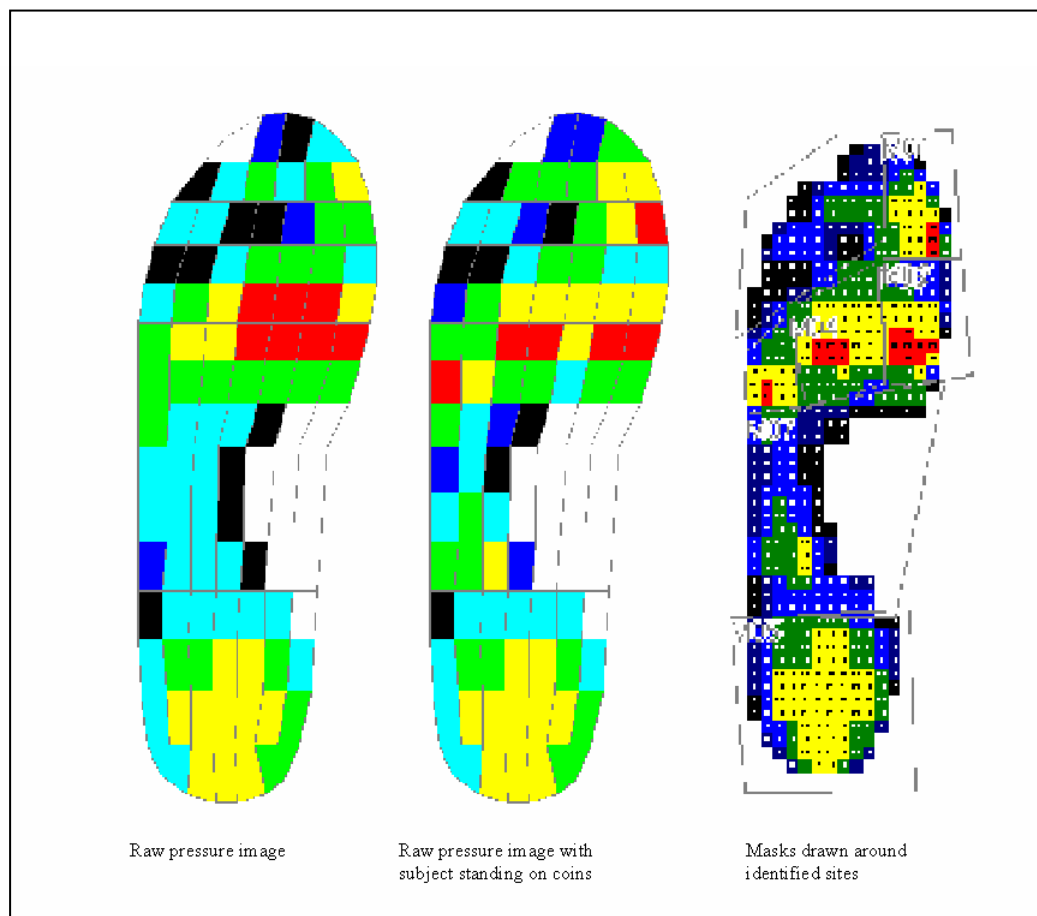 Raw pressure image
Raw pressure image with
subject standing on coins
Masks drawn around
identified sites